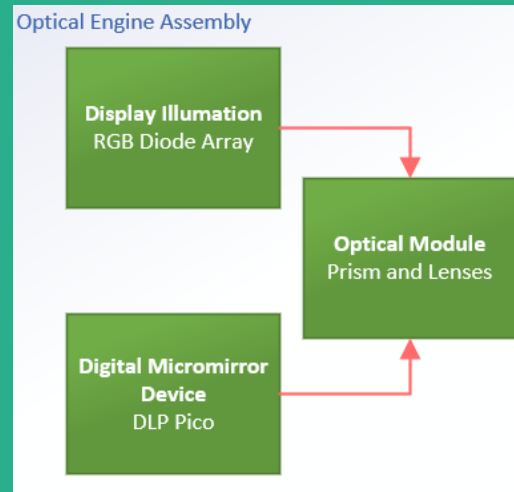 Optical Engine Assembly
Display Illumation
RGB Diode Array
Optical Module
Prism and Lenses
Digital Micromirror
Device
DLP Pico